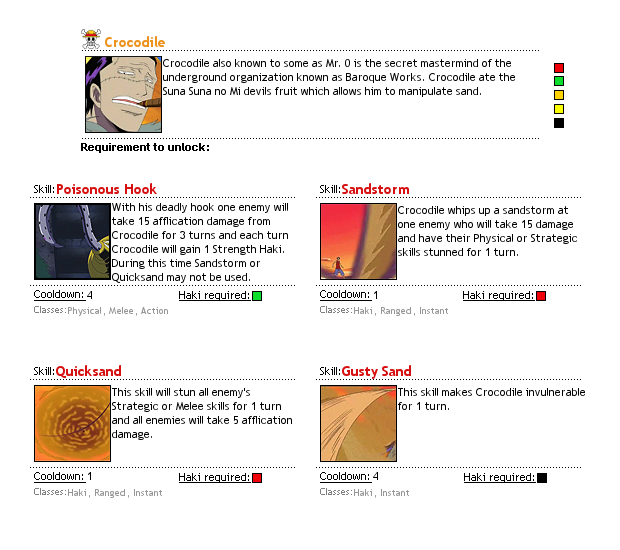 Crocodile
Crocodile also known to some as Mr. 0 is the secret mastermind of the
underground organization known as Baroque Works. Crocodile ate the
Suna Suna no Mi devils fruit which allows him to manipulate sand.
Requirement to unlock:
Skill:Poisonous Hook
With his deadly hook one enemy will
take 15 affliction damage from
Crocodile for 3 turns and each turn
Crocodile will gain 1 Strength Haki.
During this time Sandstorm or
Quicksand may not be used.
Cooldown: 4 Haki required:
Classes:Physical, Melee, Action
Skill:Sandstorm
Crocodile whips up a sandstorm at
one enemy who will take 15 damage
and have their Physical or Strategic
skills stunned for 1 turn.
Cooldown: 1 Haki required:
Classes:Haki, Ranged, Instant
Skill:Quicksand
This skill will stun all enemy's
Strategic or Melee skills for 1 turn
and all enemies will take 5 affliction
damage.
Cooldown: 1 Haki required:
Classes:Haki, Ranged, Instant
Skill:Gusty Sand
This skill makes Crocodile invulnerable
for 1 turn.
Cooldown: 4 Haki required:
Classes:Haki, Instant